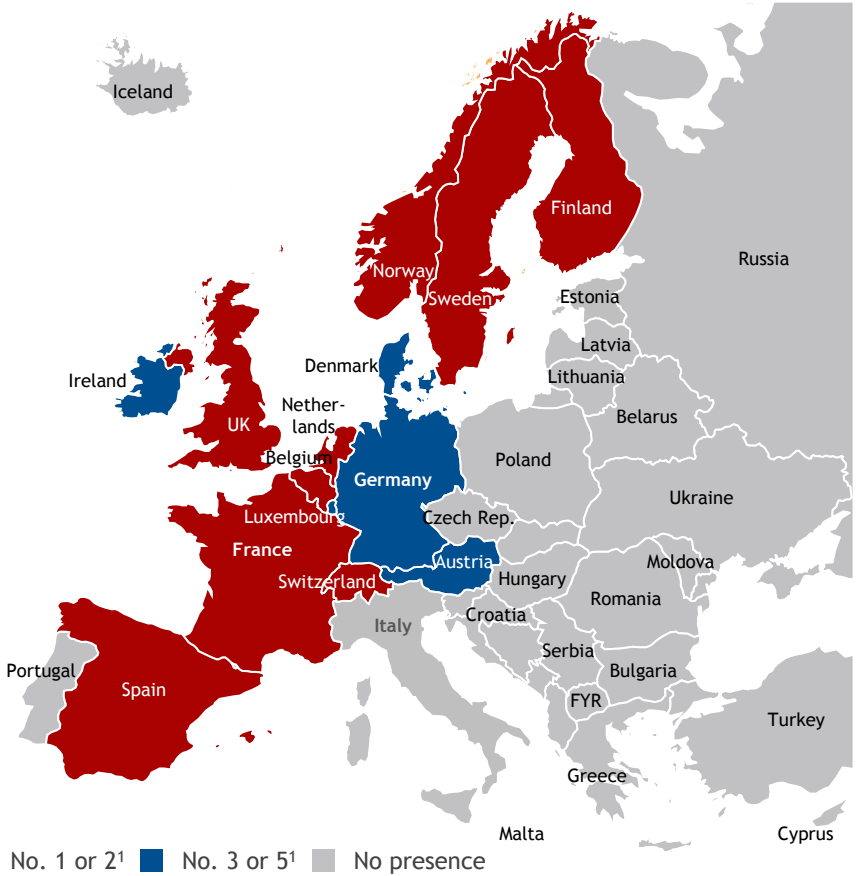 Iceland
Finland
Russia
Norway
Sweden
Estonia
Latvia
Denmark
Lithuania
Ireland
Nether-
lands
Belarus
UK
Belgium
Poland
Germany
Ukraine
Luxembourg
Czech Rep.
France
Austria
Moldova
Switzerland
Hungary
Romania
Croatia
Italy
Serbia
Portugal
Bulgaria
Spain
FYR
Turkey
Greece
Malta
Cyprus
No. 1 or 2¹ No. 3 or 5¹ No presence